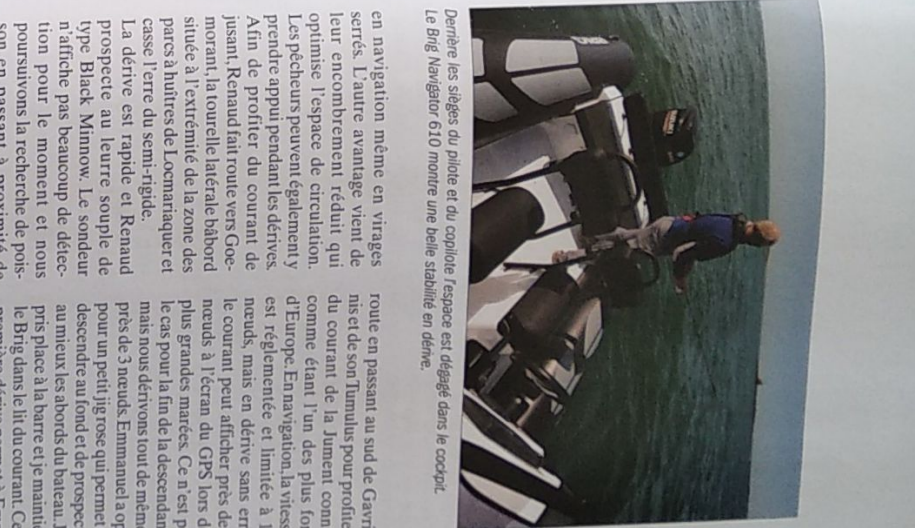 Derrière les sièges du pilote et du copilote l'espace est dégagé dans le cockpit.
Le Brig Navigator 610 montre une belle stabilité en dérive.
en navigation même en virages
serrés. L'autre avantage vient de
leur encombrement réduit qui
optimise l'espace de circulation.
Les pêcheurs peuvent également y
prendre appui pendant les dérives.
Afin de profiter du courant de
jusant, Renaud fait route vers Goe-
morant, la tourelle latérale bâbord
située à l'extrémité de la zone des
parcs à huîtres de Locmariaquer et
casse l'erre du semi-rigide.
La dérive est rapide et Renaud
prospecte au leurre souple de
type Black Minnow. Le sondeur
n'affiche pas beaucoup de détec-
tion pour le moment et nous
poursuivons la recherche de pois-
son en passant à proximité de
route en passant au sud de Gavri
nis et de son Tumulus pour profite
du courant de la Jument conn
comme étant l'un des plus fo
d'Europe. En navigation, la vitess
est réglementée et limitée à 1
nœuds, mais en dérive sans err
le courant peut afficher près de
nœuds à l'écran du GPS lors d
plus grandes marées. Ce n'est p
le cas pour la fin de la descendan
mais nous dérivons tout de mêm
près de 3 nœuds. Emmanuel a op
pour un petit jig rose qui permet
descendre au fond et de prospec
au mieux les abords du bateau. J
pris place à la barre et je maintie
le Brig dans le lit du courant. Ce